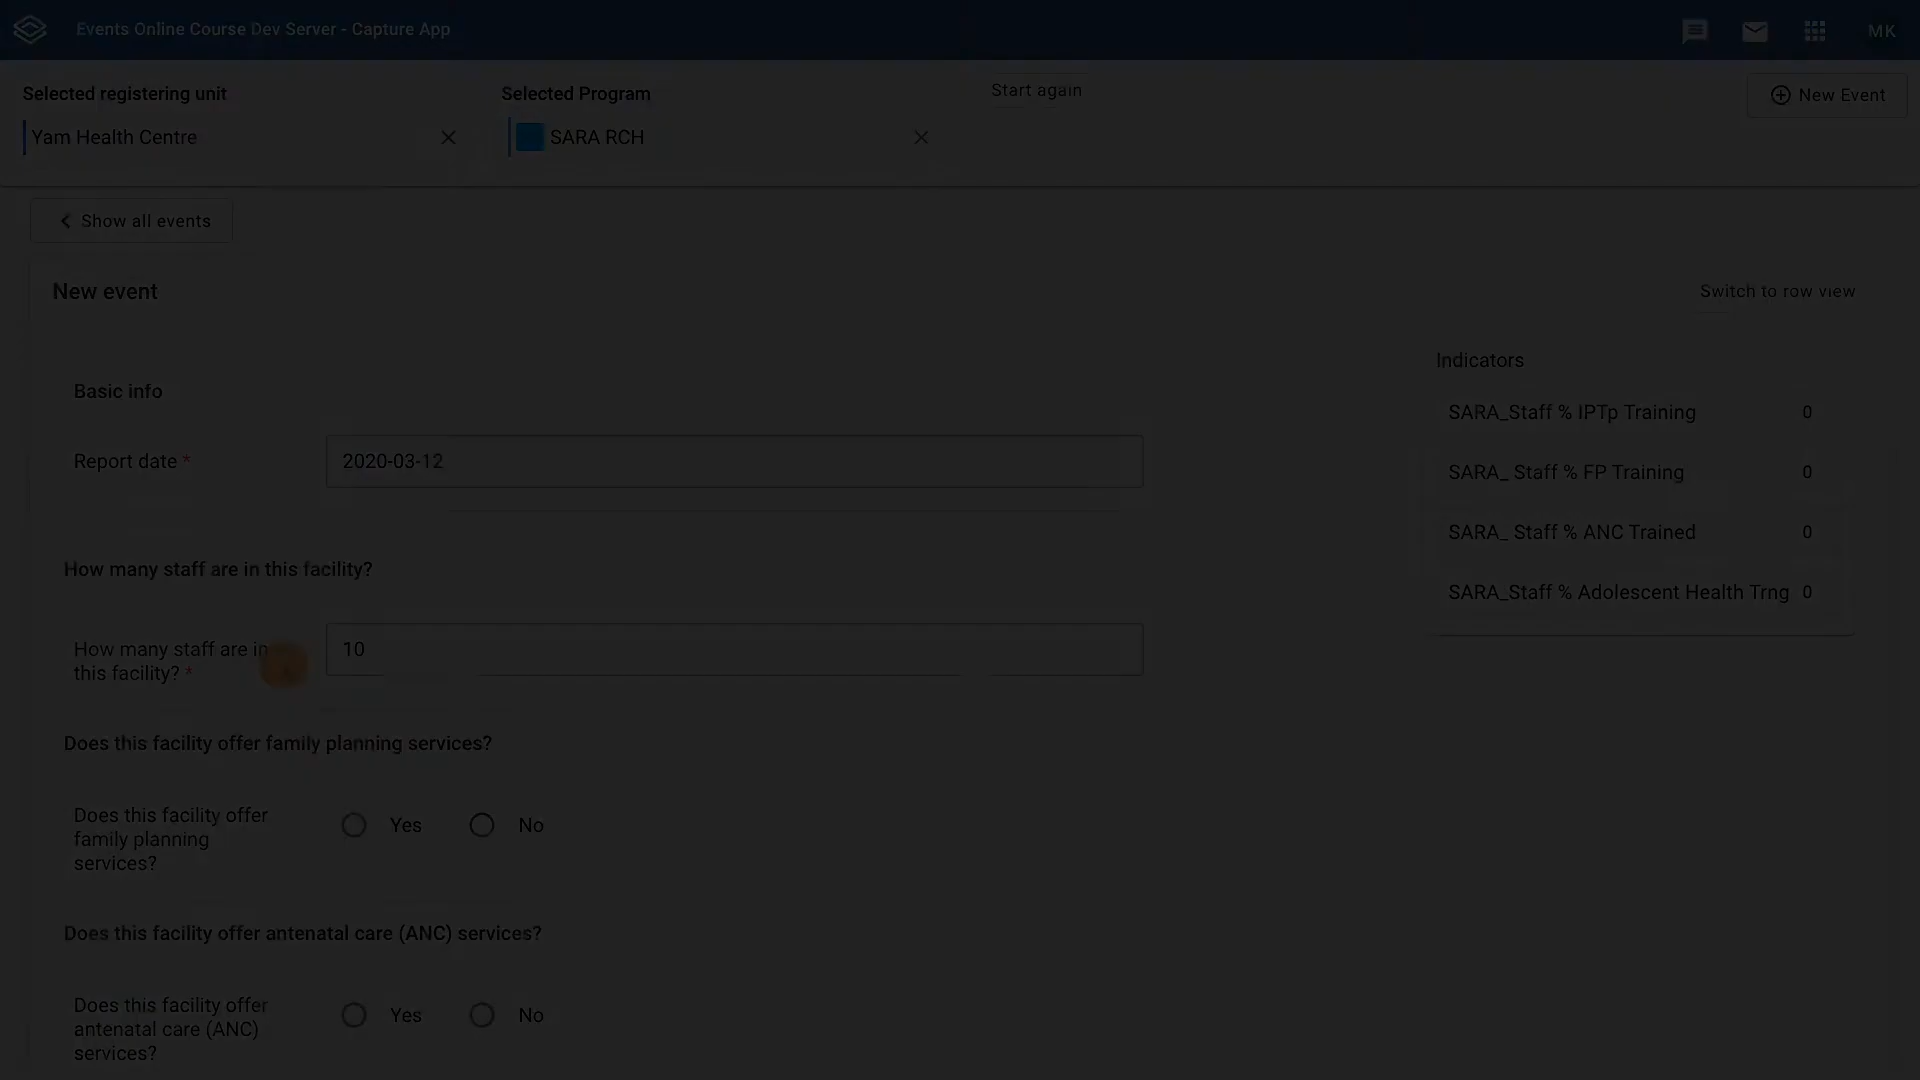 Events Online Course Dev Server - Capture App
MK
Selected registering unit
Yam Health Centre
Selected Program
SARA RCH
Start again
New Event
Show all events
New event
Switch to row view
Basic info
Report date *
2020-03-12
Indicators
SARA_Staff % IPTp Training 0
SARA_ Staff % FP Training 0
SARA_ Staff % ANC Trained 0
SARA_Staff % Adolescent Health Trng 0
How many staff are in this facility?
How many staff are in
this facility? *
10
Does this facility offer family planning services?
Does this facility offer
family planning
services?
Yes No
Does this facility offer antenatal care (ANC) services?
Does this facility offer
antenatal care (ANC)
services?
Yes No